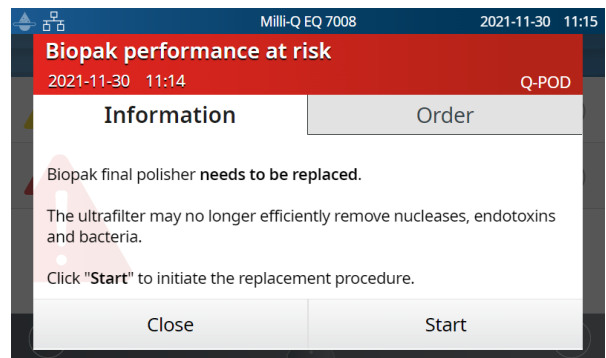 Milli-Q EQ 7008 2021-11-30 11:15
Biopak performance at risk
2021-11-30 11:14 Q-POD
Information Order
Biopak final polisher needs to be replaced.
The ultrafilter may no longer efficiently remove nucleases, endotoxins
and bacteria.
Click "Start" to initiate the replacement procedure.
Close Start